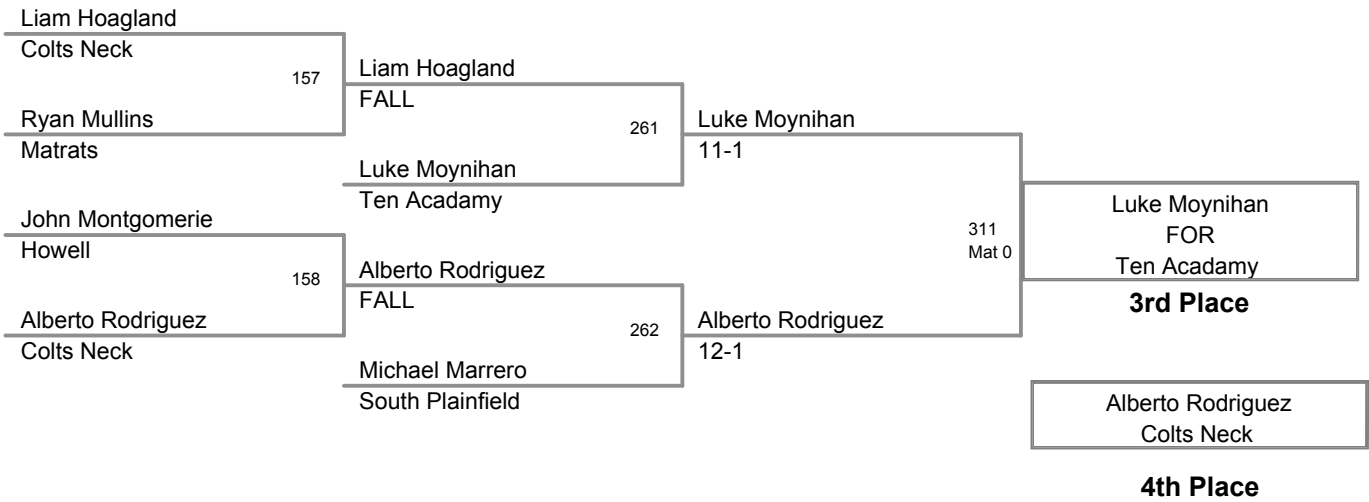 Liam Hoagland
Colts Neck
157
Ryan Mullins
Matrats
John Montgomerie
Howell
158
Alberto Rodriguez
Colts Neck
Liam Hoagland
FALL
261
Luke Moynihan
Ten Acadamy
Alberto Rodriguez
FALL
262
Michael Marrero
South Plainfield
Luke Moynihan
11-1
311
Mat 0
Alberto Rodriguez
12-1
Luke Moynihan
FOR
Ten Acadamy
3rd Place
Alberto Rodriguez
Colts Neck
4th Place